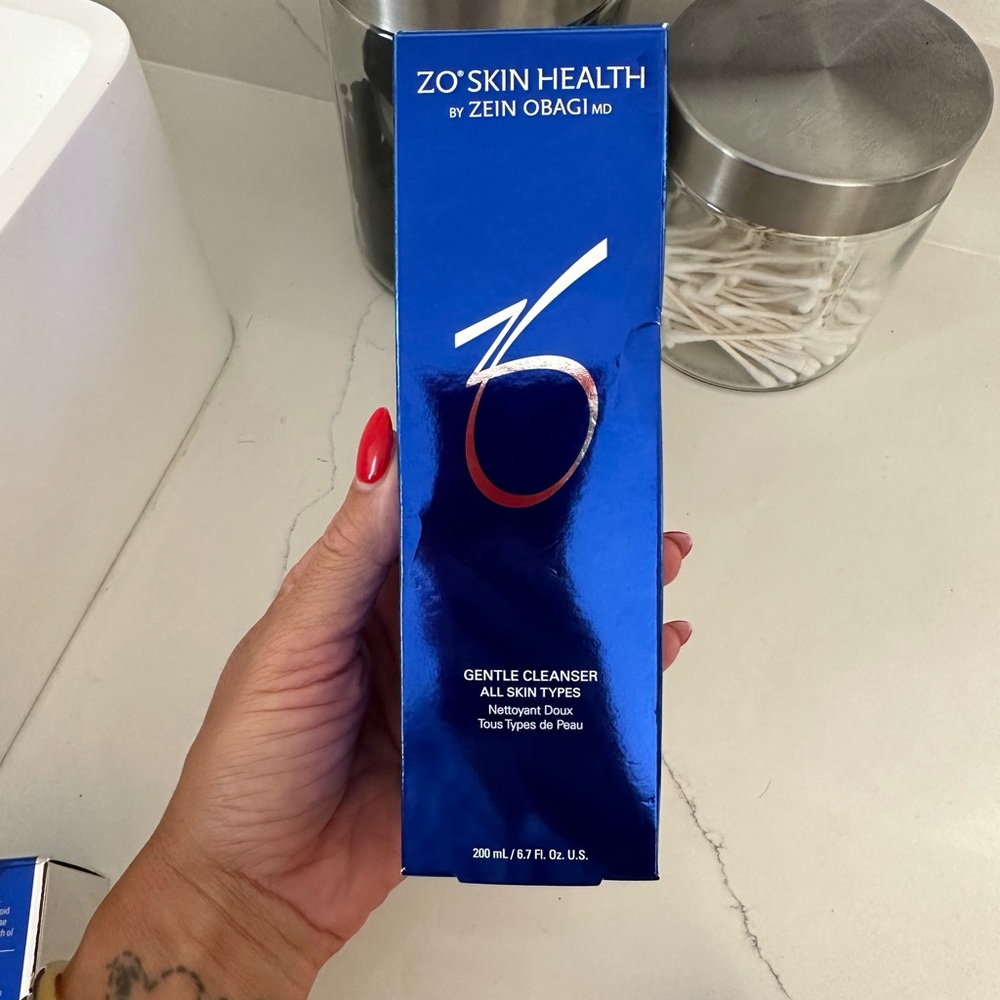 ZO® SKIN HEALTH
BY ZEIN OBAGI MD
GENTLE CLEANSER
ALL SKIN TYPES
Nettoyant Doux
Tous Types de Peau
200 mL / 6.7 Fl. Oz. U.S.